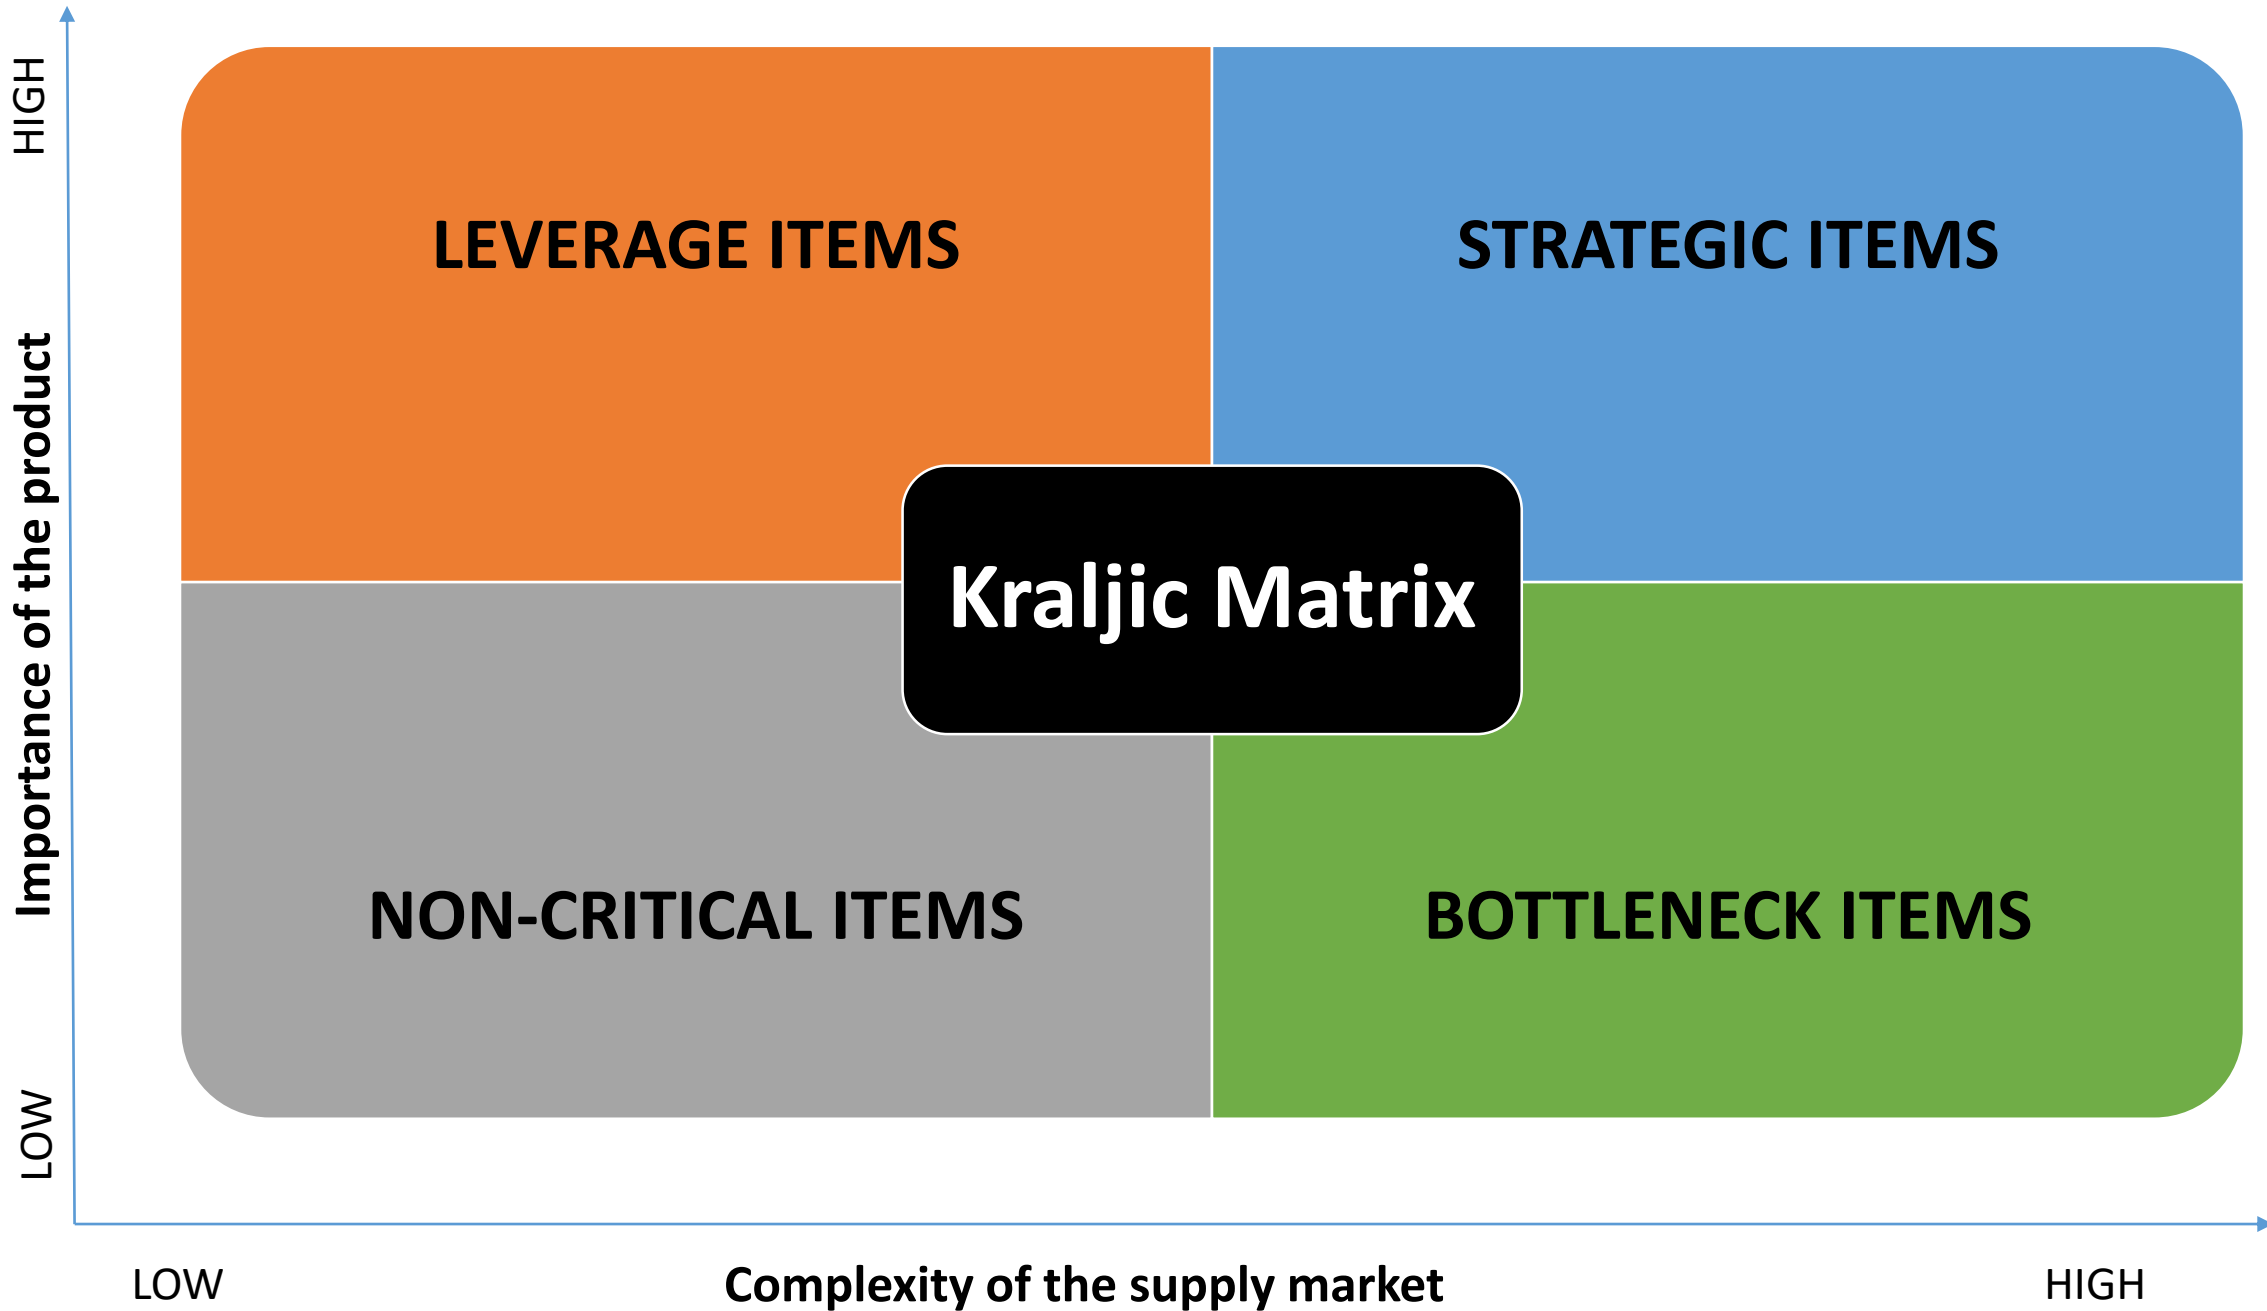 HIGH
LEVERAGE ITEMS
STRATEGIC ITEMS
Importance of the product
Kraljic Matrix
NON-CRITICAL ITEMS
BOTTLENECK ITEMS
LOW
LOW
Complexity of the supply market
HIGH